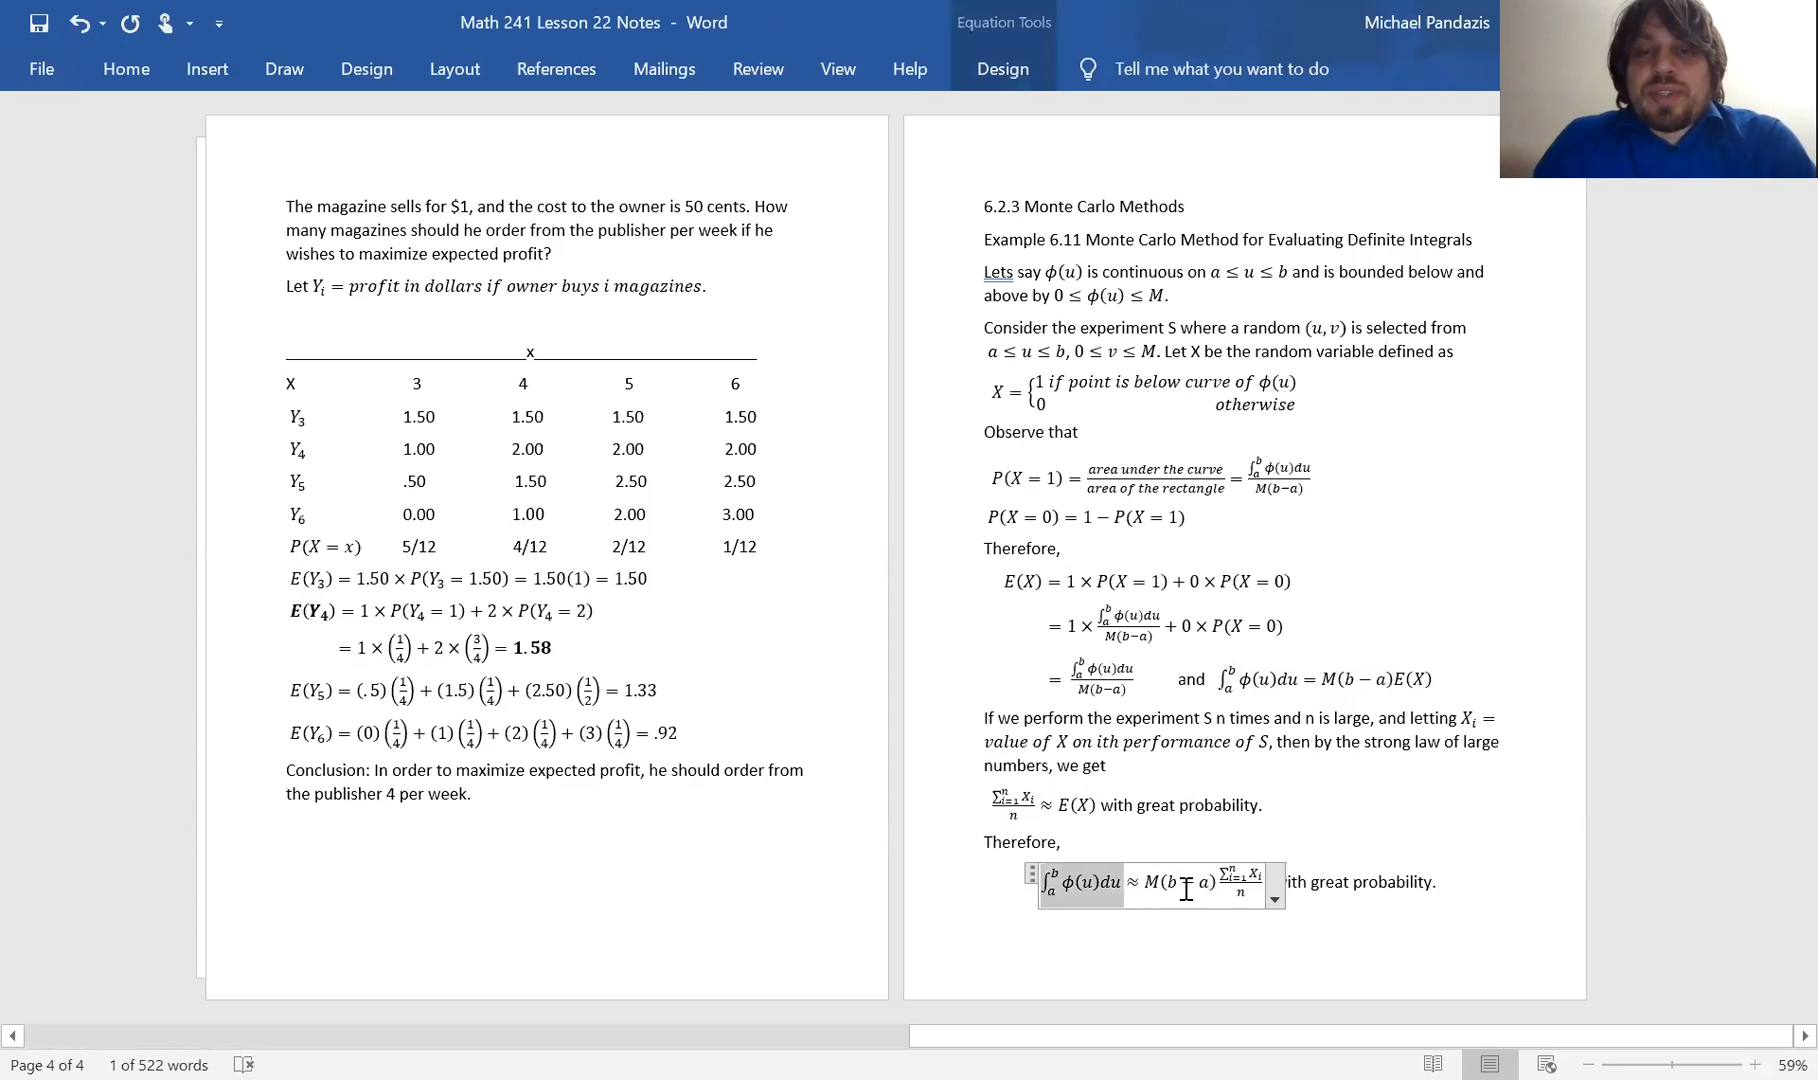 Math 241 Lesson 22 Notes - Word
Equation Tools
Michael Pandazis
File Home Insert Draw Design Layout References Mailings Review View Help Design Tell me what you want to do
The magazine sells for $1, and the cost to the owner is 50 cents. How
many magazines should he order from the publisher per week if he
wishes to maximize expected profit?
Let Y_i = profit in dollars if owner buys i magazines.
x
X 3 4 5 6
Y_3 1.50 1.50 1.50 1.50
Y_4 1.00 2.00 2.00 2.00
Y_5 .50 1.50 2.50 2.50
Y_6 0.00 1.00 2.00 3.00
P(X = x) 5/12 4/12 2/12 1/12
E(Y_3) = 1.50 × P(Y_3 = 1.50) = 1.50(1) = 1.50
E(Y_4) = 1 × P(Y_4 = 1) + 2 × P(Y_4 = 2)
= 1 × (1/4) + 2 × (3/4) = 1.58
E(Y_5) = (.5)(1/4) + (1.5)(1/4) + (2.50)(1/2) = 1.33
E(Y_6) = (0)(1/4) + (1)(1/4) + (2)(1/4) + (3)(1/4) = .92
Conclusion: In order to maximize expected profit, he should order from
the publisher 4 per week.
6.2.3 Monte Carlo Methods
Example 6.11 Monte Carlo Method for Evaluating Definite Integrals
Lets say ϕ(u) is continuous on a ≤ u ≤ b and is bounded below and
above by 0 ≤ ϕ(u) ≤ M.
Consider the experiment S where a random (u, v) is selected from
a ≤ u ≤ b, 0 ≤ v ≤ M. Let X be the random variable defined as
X = {1 if point is below curve of ϕ(u)
0 otherwise
Observe that
P(X = 1) = area under the curve / area of the rectangle = ∫_a^b ϕ(u)du / M(b−a)
P(X = 0) = 1 − P(X = 1)
Therefore,
E(X) = 1 × P(X = 1) + 0 × P(X = 0)
= 1 × ∫_a^b ϕ(u)du / M(b−a) + 0 × P(X = 0)
= ∫_a^b ϕ(u)du / M(b−a) and ∫_a^b ϕ(u)du = M(b − a)E(X)
If we perform the experiment S n times and n is large, and letting X_i =
value of X on ith performance of S, then by the strong law of large
numbers, we get
∑_{i=1}^n X_i / n ≈ E(X) with great probability.
Therefore,
∫_a^b ϕ(u)du ≈ M(b a) ∑_{i=1}^n X_i / n ith great probability.
Page 4 of 4 1 of 522 words 59%